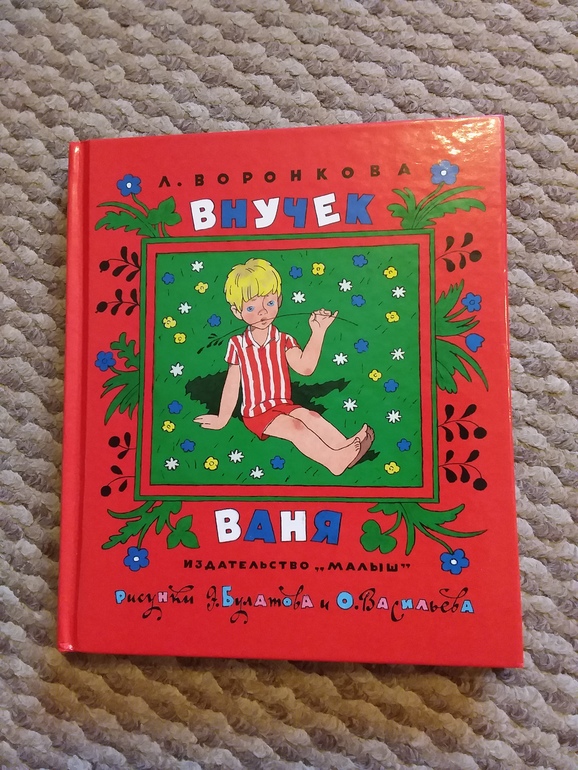 Л. ВОРОНКОВА
ВНУЧЕК
ВАНЯ
ИЗДАТЕЛЬСТВО „МАЛЫШ"
рисунки Э. Булатова и О. Васильева